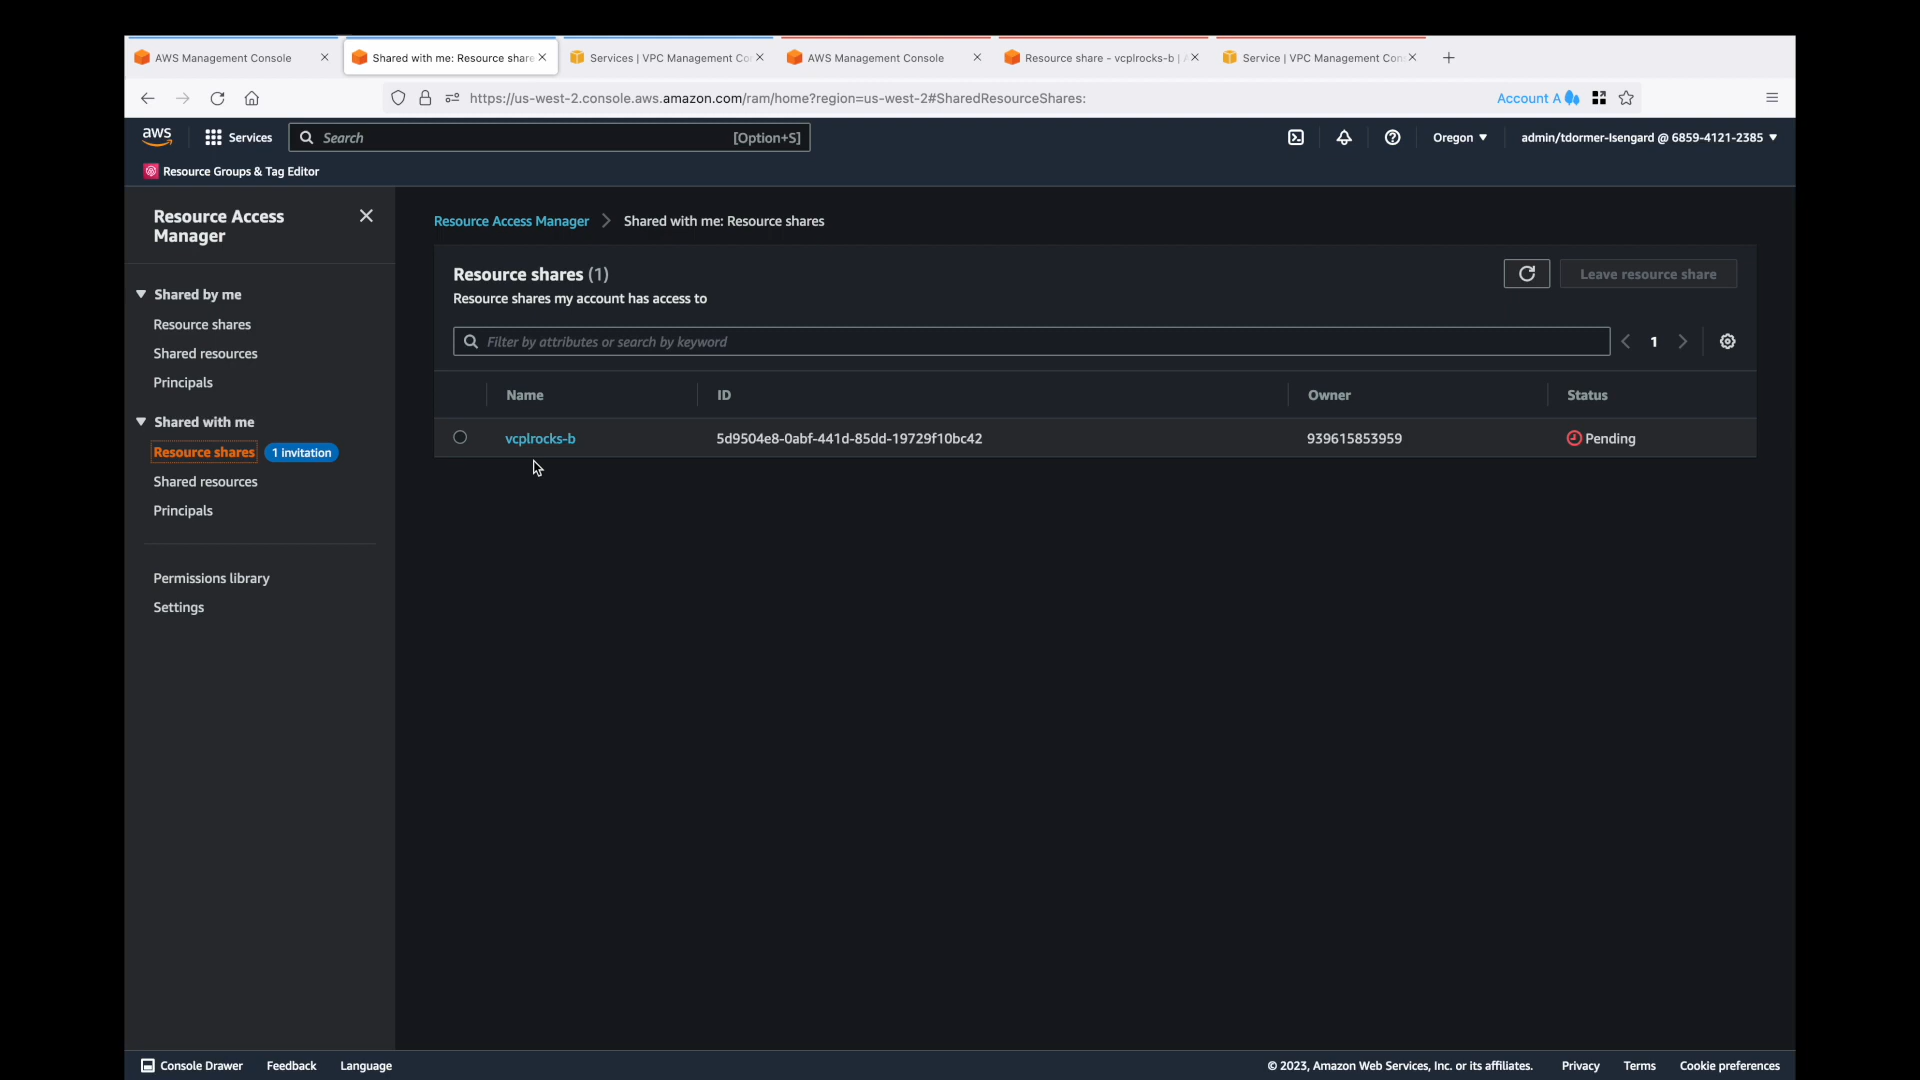 AWS Management Console
Shared with me: Resource share
Services | VPC Management Co
AWS Management Console
Resource share - vcplrocks-b | A
Service | VPC Management Con
https://us-west-2.console.aws.amazon.com/ram/home?region=us-west-2#SharedResourceShares:
Account A
aws
Services
Search
[Option+S]
Oregon
admin/tdormer-Isengard @ 6859-4121-2385
Resource Groups & Tag Editor
Resource Access
Manager
Shared by me
Resource shares
Shared resources
Principals
Shared with me
Resource shares
1 invitation
Shared resources
Principals
Permissions library
Settings
Resource Access Manager
Shared with me: Resource shares
Resource shares (1)
Resource shares my account has access to
Leave resource share
Filter by attributes or search by keyword
1
Name
ID
Owner
Status
vcplrocks-b
5d9504e8-0abf-441d-85dd-19729f10bc42
939615853959
Pending
Console Drawer
Feedback
Language
© 2023, Amazon Web Services, Inc. or its affiliates.
Privacy
Terms
Cookie preferences